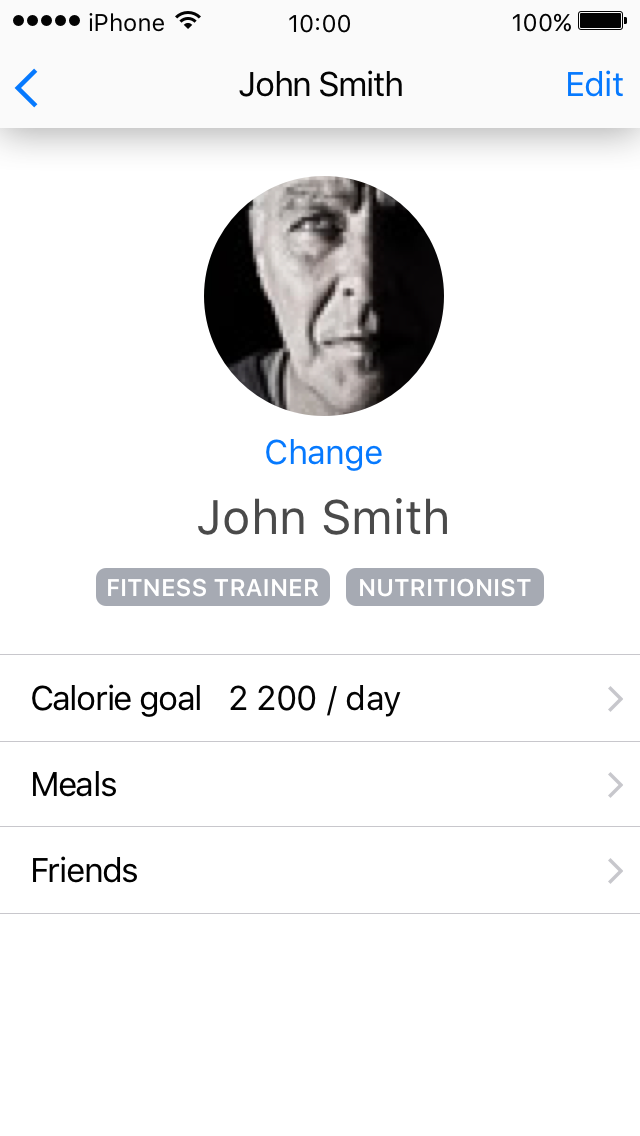 iPhone 10:00 100%
John Smith Edit
Change
John Smith
FITNESS TRAINER NUTRITIONIST
Calorie goal 2 200 / day
Meals
Friends